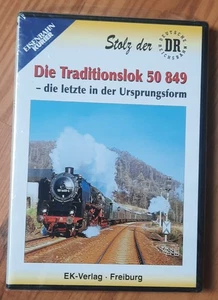 EISENBAHN
KURIER
Stolz der
DEUTSCHE
REICHSBAHN
DR
Die Traditionslok 50 849
– die letzte in der Ursprungsform
EK-Verlag · Freiburg